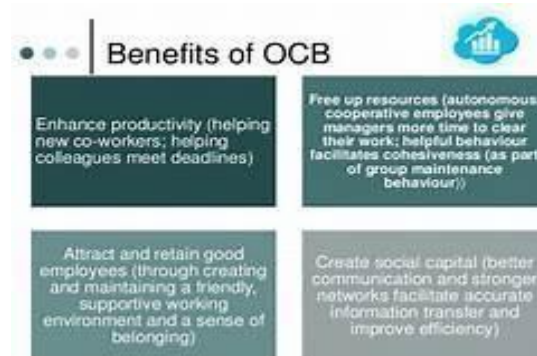 Benefits of OCB
Enhance productivity (helping
new co-workers; helping
colleagues meet deadlines)
Free up resources (autonomous,
cooperative employees give
managers more time to clear
their work; helpful behaviour
facilitates cohesiveness (as part
of group maintenance
behaviour))
Attract and retain good
employees (through creating
and maintaining a friendly,
supportive working
environment and a sense of
belonging)
Create social capital (better
communication and stronger
networks facilitate accurate
information transfer and
improve efficiency)